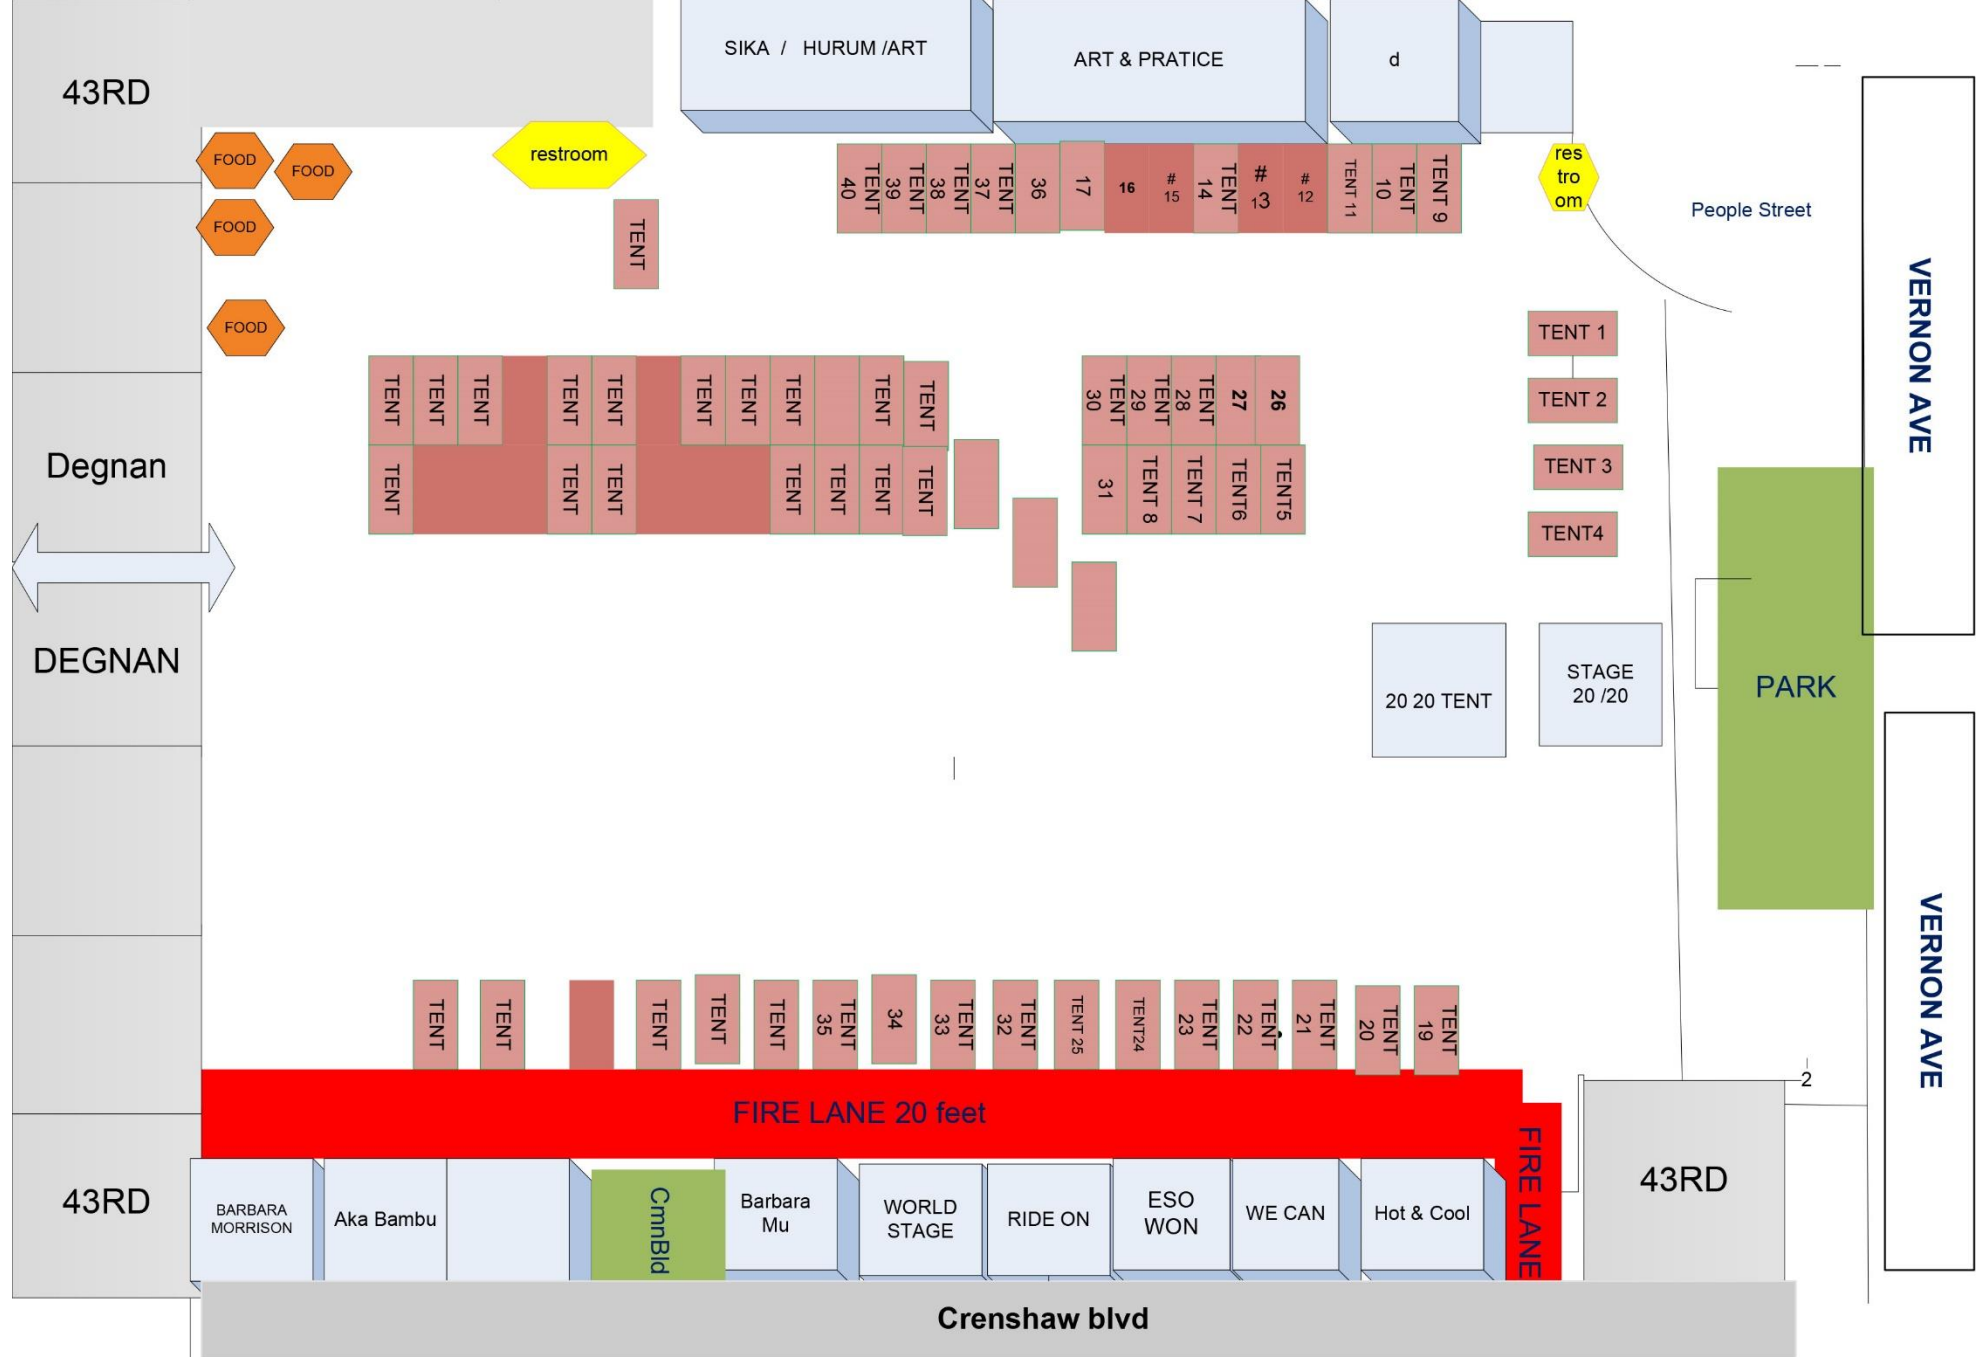 SIKA / HURUM /ART
ART & PRATICE
d
43RD
FOOD
FOOD
FOOD
FOOD
restroom
TENT
40
TENT
39
TENT
38
TENT
37
TENT
36
17
16
#
15
TENT
14
#
13
#
12
TENT 11
TENT
10
TENT 9
res
tro
om
People Street
VERNON AVE
TENT
TENT 1
TENT 2
TENT 3
TENT4
TENT
TENT
TENT
TENT
TENT
TENT
TENT
TENT
TENT
TENT
TENT
30
TENT
29
TENT
28
27
26
Degnan
TENT
TENT
TENT
TENT
TENT
TENT
TENT
31
TENT 8
TENT 7
TENT6
TENT5
DEGNAN
20 20 TENT
STAGE
20 /20
PARK
VERNON AVE
TENT
TENT
TENT
TENT
TENT
TENT
35
34
TENT
33
TENT
32
TENT 25
TENT24
TENT
23
TENT
22
TENT
21
TENT
20
TENT
19
2
FIRE LANE 20 feet
FIRE LANE
43RD
BARBARA
MORRISON
Aka Bambu
CmnBld
Barbara
Mu
WORLD
STAGE
RIDE ON
ESO
WON
WE CAN
Hot & Cool
43RD
Crenshaw blvd